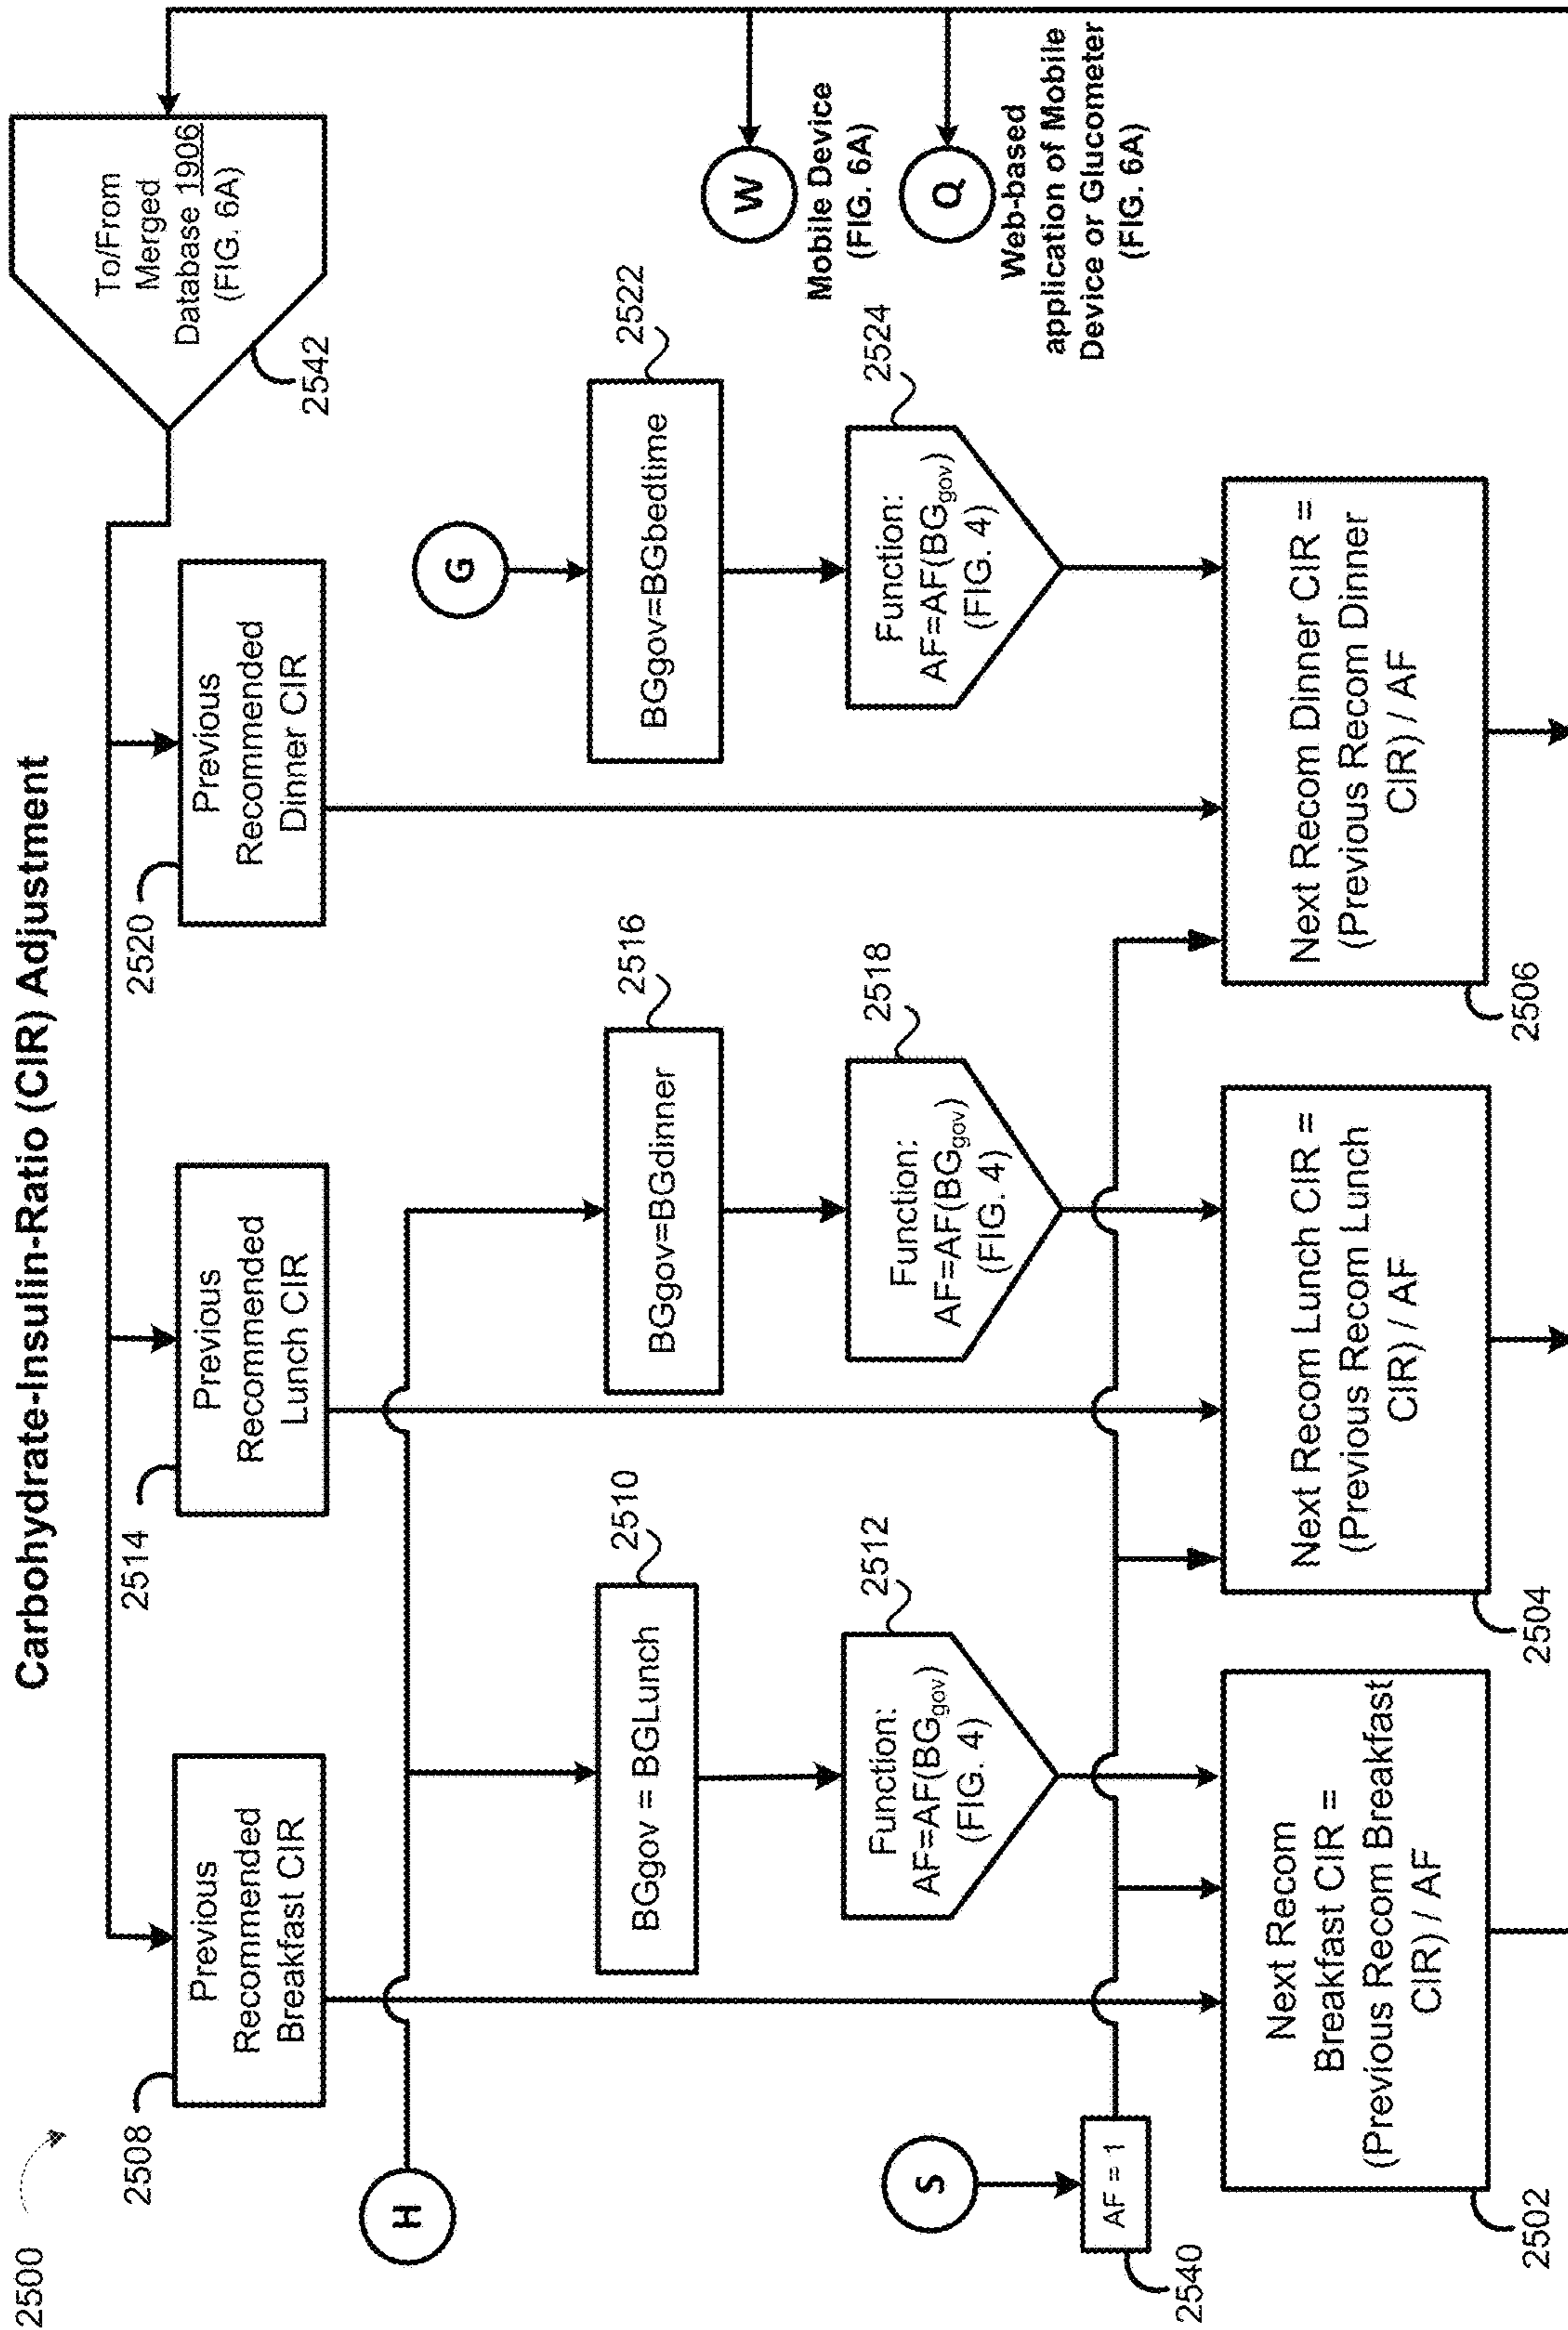 2500
Carbohydrate-Insulin-Ratio (CIR) Adjustment
2508
Previous
Recommended
Breakfast CIR
2514
Previous
Recommended
Lunch CIR
2520
Previous
Recommended
Dinner CIR
To/From
Merged
Database 1906
(FIG. 6A)
2542
H
G
BGgov = BGLunch
2510
BGgov=BGdinner
2516
BGgov=BGbedtime
2522
W
Mobile Device
(FIG. 6A)
Function:
AF=AF(BGgov)
(FIG. 4)
2512
Function:
AF=AF(BGgov)
(FIG. 4)
2518
Function:
AF=AF(BGgov)
(FIG. 4)
2524
Q
Web-based
application of Mobile
Device or Glucometer
(FIG. 6A)
S
AF = 1
2540
Next Recom
Breakfast CIR =
(Previous Recom Breakfast
CIR) / AF
2502
Next Recom Lunch CIR =
(Previous Recom Lunch
CIR) / AF
2504
Next Recom Dinner CIR =
(Previous Recom Dinner
CIR) / AF
2506